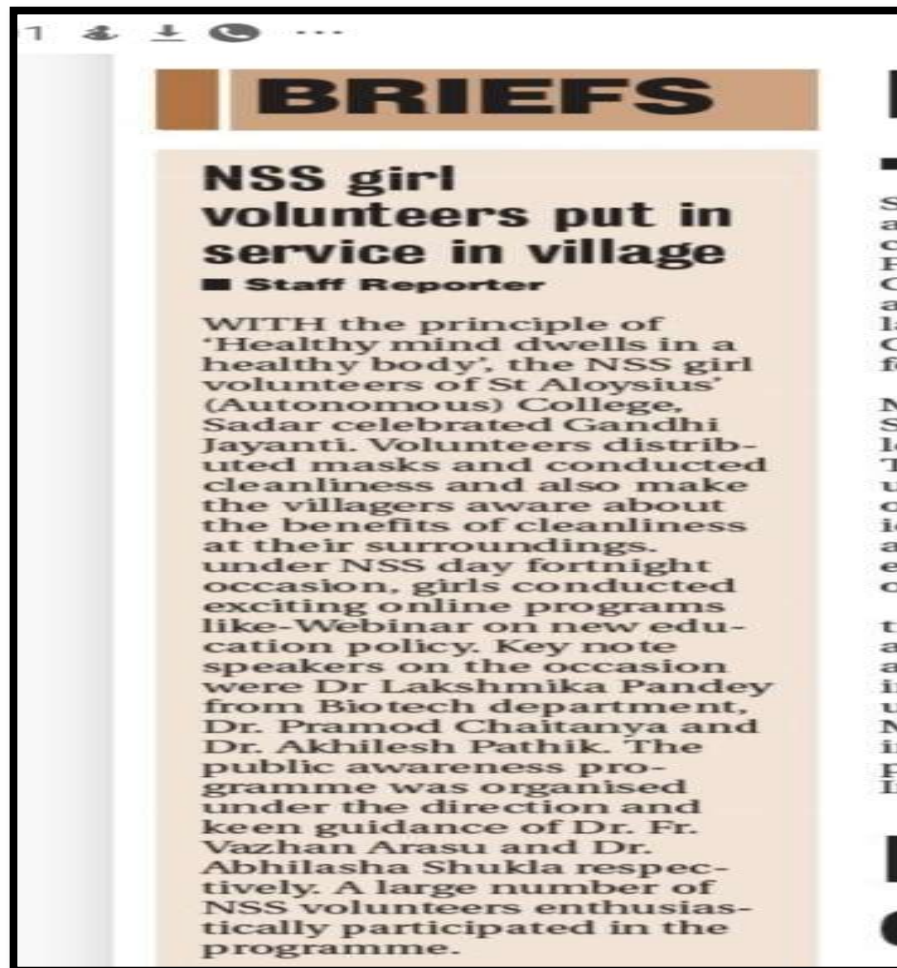 BRIEFS
NSS girl
volunteers put in
service in village
■ Staff Reporter
WITH the principle of
‘Healthy mind dwells in a
healthy body’, the NSS girl
volunteers of St Aloysius’
(Autonomous) College,
Sadar celebrated Gandhi
Jayanti. Volunteers distrib-
uted masks and conducted
cleanliness and also make
the villagers aware about
the benefits of cleanliness
at their surroundings.
under NSS day fortnight
occasion, girls conducted
exciting online programs
like-Webinar on new edu-
cation policy. Key note
speakers on the occasion
were Dr Lakshmika Pandey
from Biotech department,
Dr. Pramod Chaitanya and
Dr. Akhilesh Pathik. The
public awareness pro-
gramme was organised
under the direction and
keen guidance of Dr. Fr.
Vazhan Arasu and Dr.
Abhilasha Shukla respec-
tively. A large number of
NSS volunteers enthusias-
tically participated in the
programme.